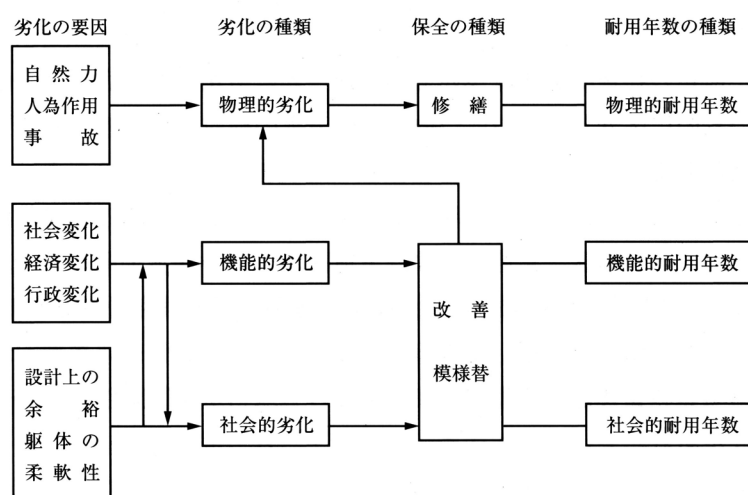 劣化の要因
劣化の種類
保全の種類
耐用年数の種類
自然力
人為作用
事故
物理的劣化
修繕
物理的耐用年数
社会変化
経済変化
行政変化
機能的劣化
改善
模様替
機能的耐用年数
設計上の
余裕
躯体の
柔軟性
社会的劣化
社会的耐用年数